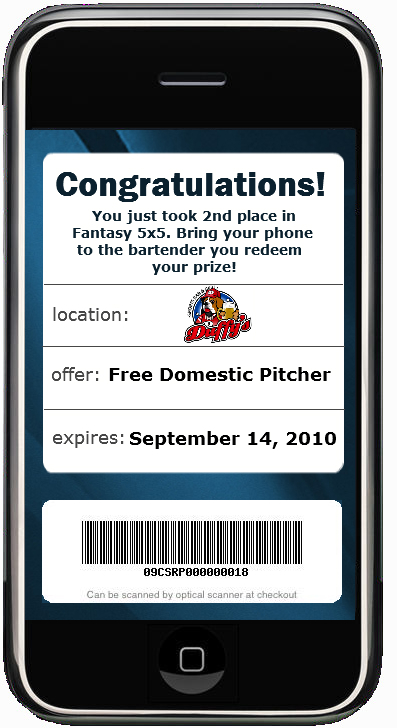 Congratulations!
You just took 2nd place in
Fantasy 5x5. Bring your phone
to the bartender you redeem
your prize!
location:
Duffy's
offer: Free Domestic Pitcher
expires: September 14, 2010
09CSRP000000018
Can be scanned by optical scanner at checkout